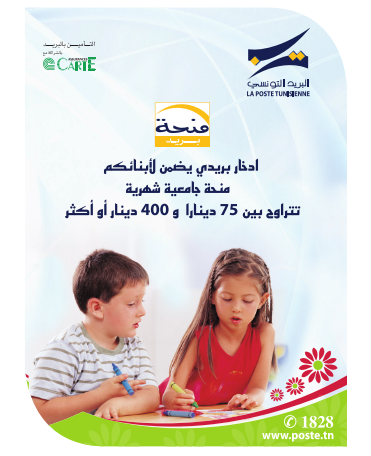 التأمين بالبريد
بالشراكة مع
ASSURANCES
CARTE
البريد التونسي
LA POSTE TUNISIENNE
منحة
بريد
ادخار بريدي يضمن لأبنائكم
منحة جامعية شهرية
تتراوح بين 75 دينارا و 400 دينار أو أكثر
✆ 1828
www.poste.tn